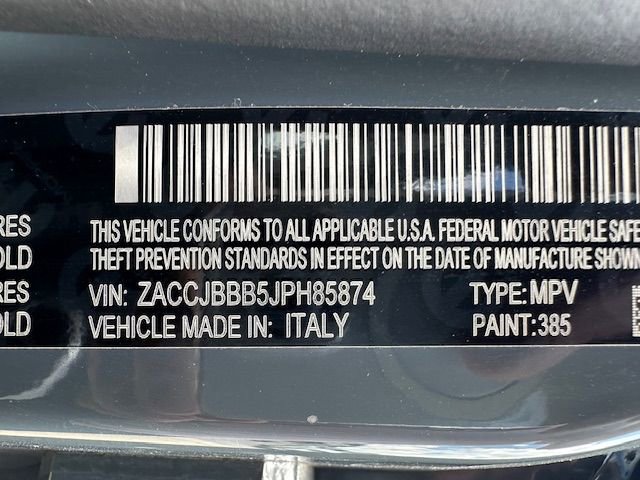 RES THIS VEHICLE CONFORMS TO ALL APPLICABLE U.S.A. FEDERAL MOTOR VEHICLE SAFE
OLD THEFT PREVENTION STANDARDS IN EFFECT ON THE DATE OF MANUFACTURE SHOWN
RES VIN: ZACCJBBB5JPH85874 TYPE: MPV
OLD VEHICLE MADE IN: ITALY PAINT: 385